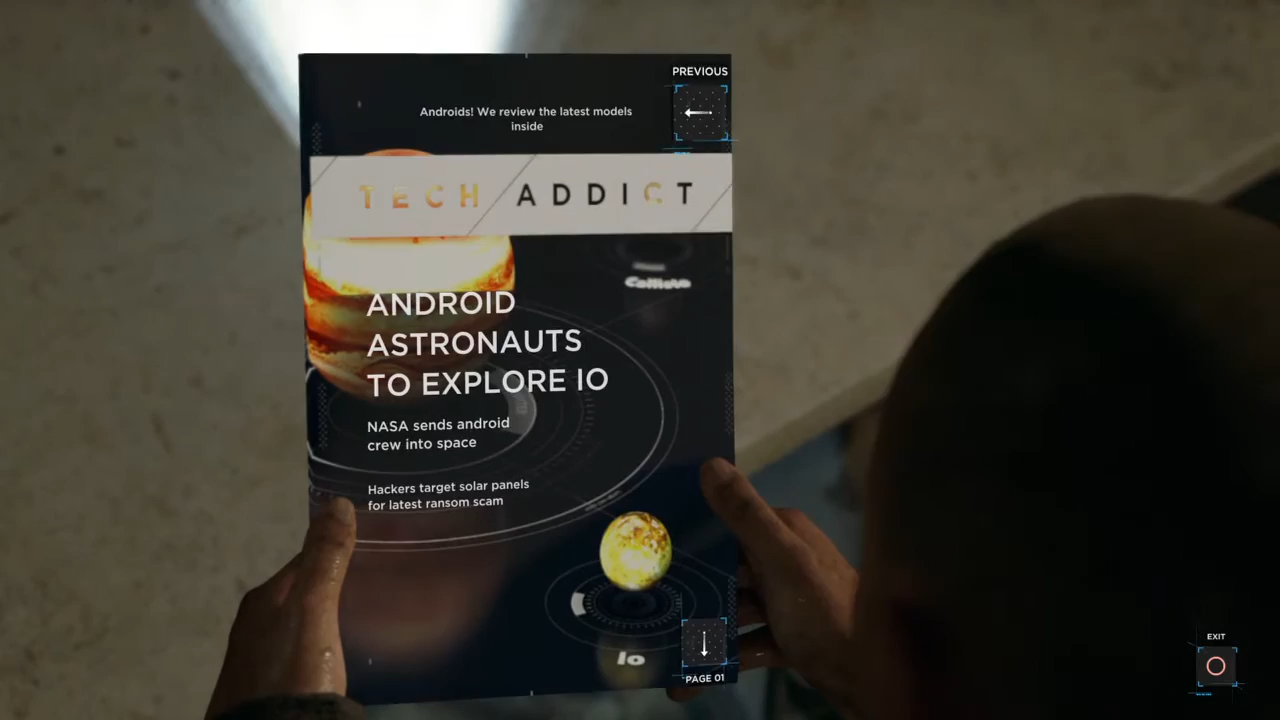 PREVIOUS
Androids! We review the latest models
inside
TECH ADDICT
Callisto
ANDROID
ASTRONAUTS
TO EXPLORE IO
NASA sends android
crew into space
Hackers target solar panels
for latest ransom scam
Io
PAGE 01
EXIT